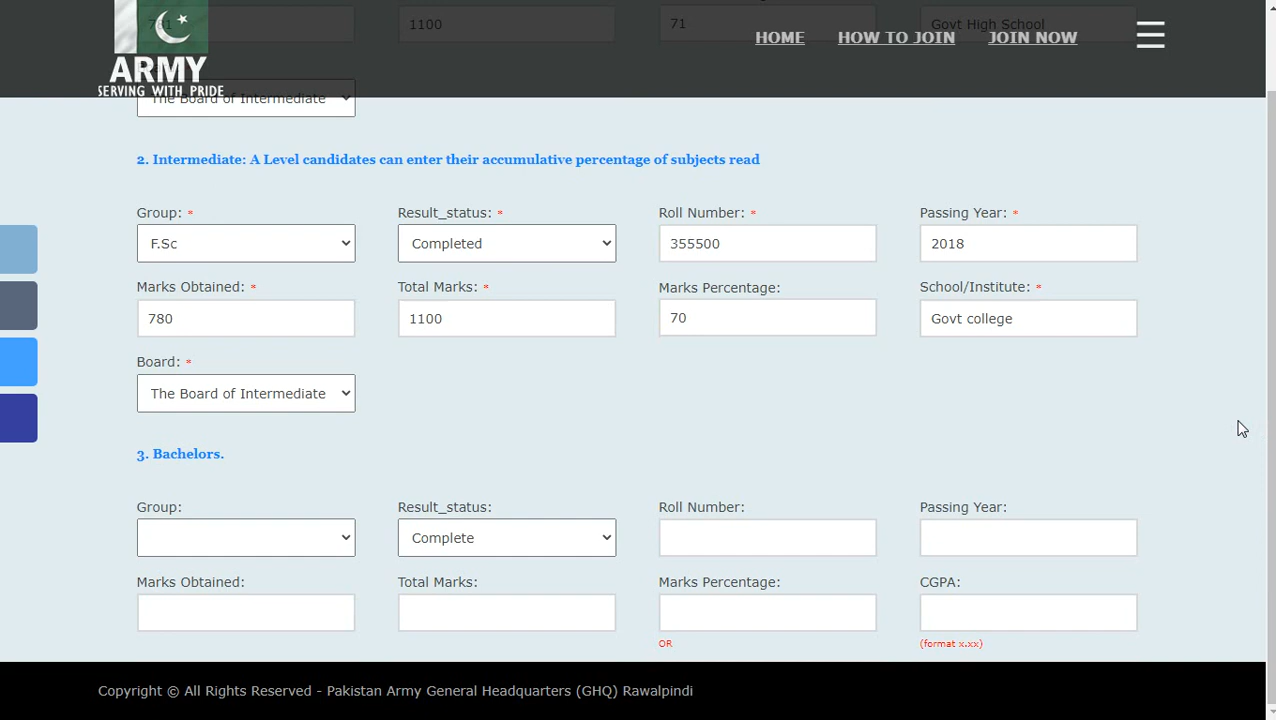 781 1100 71 Govt High School
HOME HOW TO JOIN JOIN NOW
ARMY
SERVING WITH PRIDE
The Board of Intermediate
2. Intermediate: A Level candidates can enter their accumulative percentage of subjects read
Group: * Result_status: * Roll Number: * Passing Year: *
F.Sc Completed 355500 2018
Marks Obtained: * Total Marks: * Marks Percentage: School/Institute: *
780 1100 70 Govt college
Board: *
The Board of Intermediate
3. Bachelors.
Group: Result_status: Roll Number: Passing Year:
Complete
Marks Obtained: Total Marks: Marks Percentage: CGPA:
OR (format x.xx)
Copyright © All Rights Reserved - Pakistan Army General Headquarters (GHQ) Rawalpindi